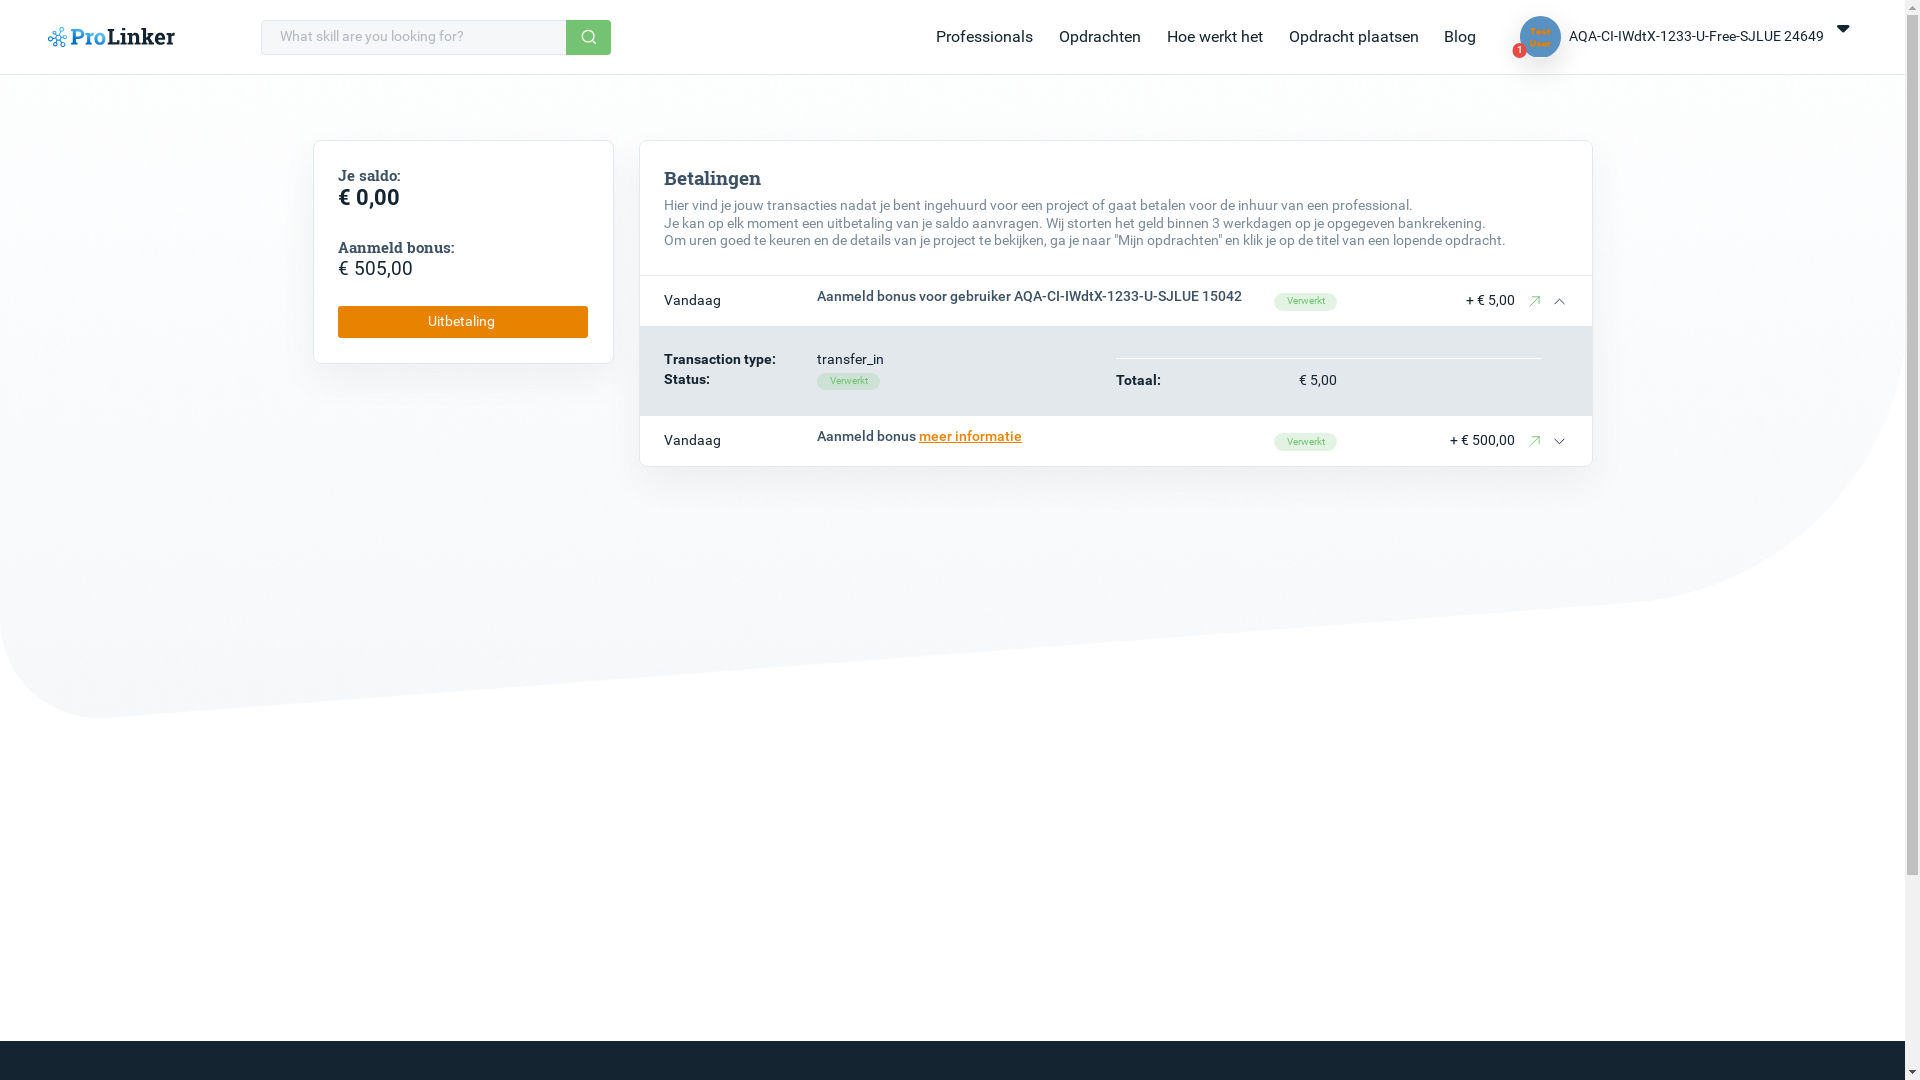 ProLinker
What skill are you looking for?
Professionals
Opdrachten
Hoe werkt het
Opdracht plaatsen
Blog
Test
User
1
AQA-CI-IWdtX-1233-U-Free-SJLUE 24649
Je saldo:
€ 0,00
Aanmeld bonus:
€ 505,00
Uitbetaling
Betalingen
Hier vind je jouw transacties nadat je bent ingehuurd voor een project of gaat betalen voor de inhuur van een professional.
Je kan op elk moment een uitbetaling van je saldo aanvragen. Wij storten het geld binnen 3 werkdagen op je opgegeven bankrekening.
Om uren goed te keuren en de details van je project te bekijken, ga je naar "Mijn opdrachten" en klik je op de titel van een lopende opdracht.
Vandaag Aanmeld bonus voor gebruiker AQA-CI-IWdtX-1233-U-SJLUE 15042 Verwerkt + € 5,00
Transaction type: transfer_in
Status: Verwerkt
Totaal: € 5,00
Vandaag Aanmeld bonus meer informatie Verwerkt + € 500,00